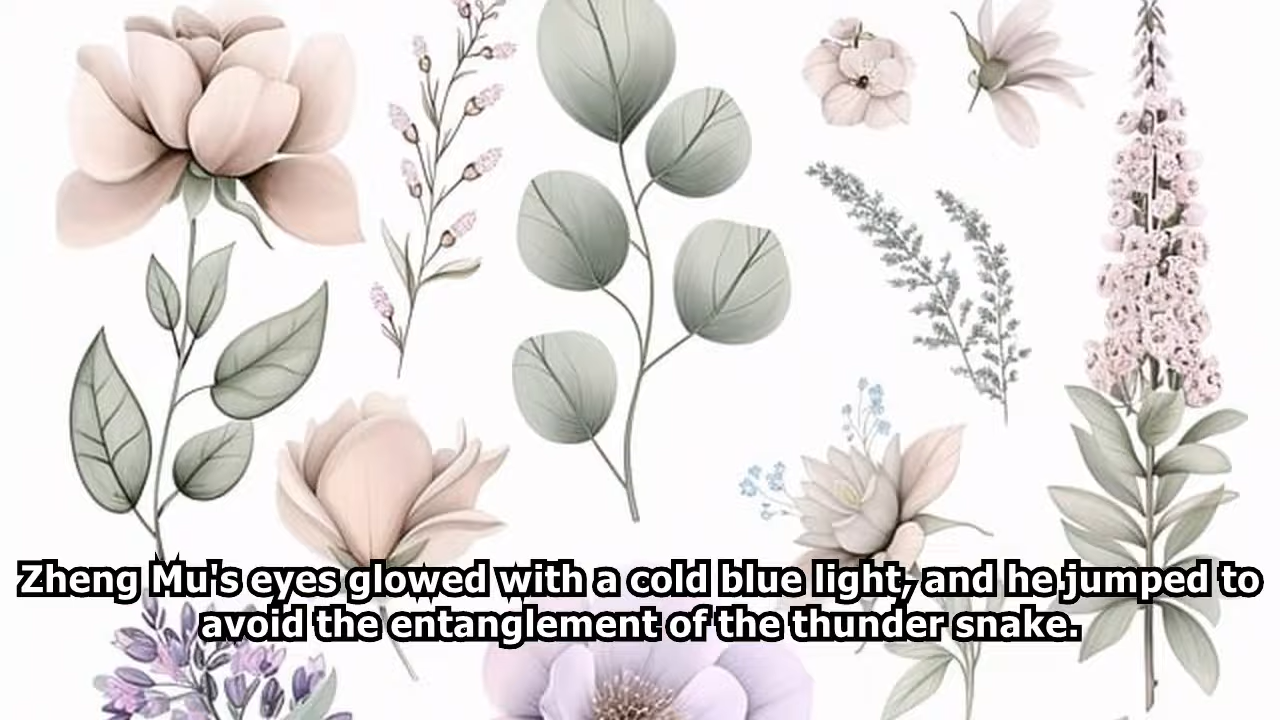 Zheng Mu's eyes glowed with a cold blue light, and he jumped to
avoid the entanglement of the thunder snake.